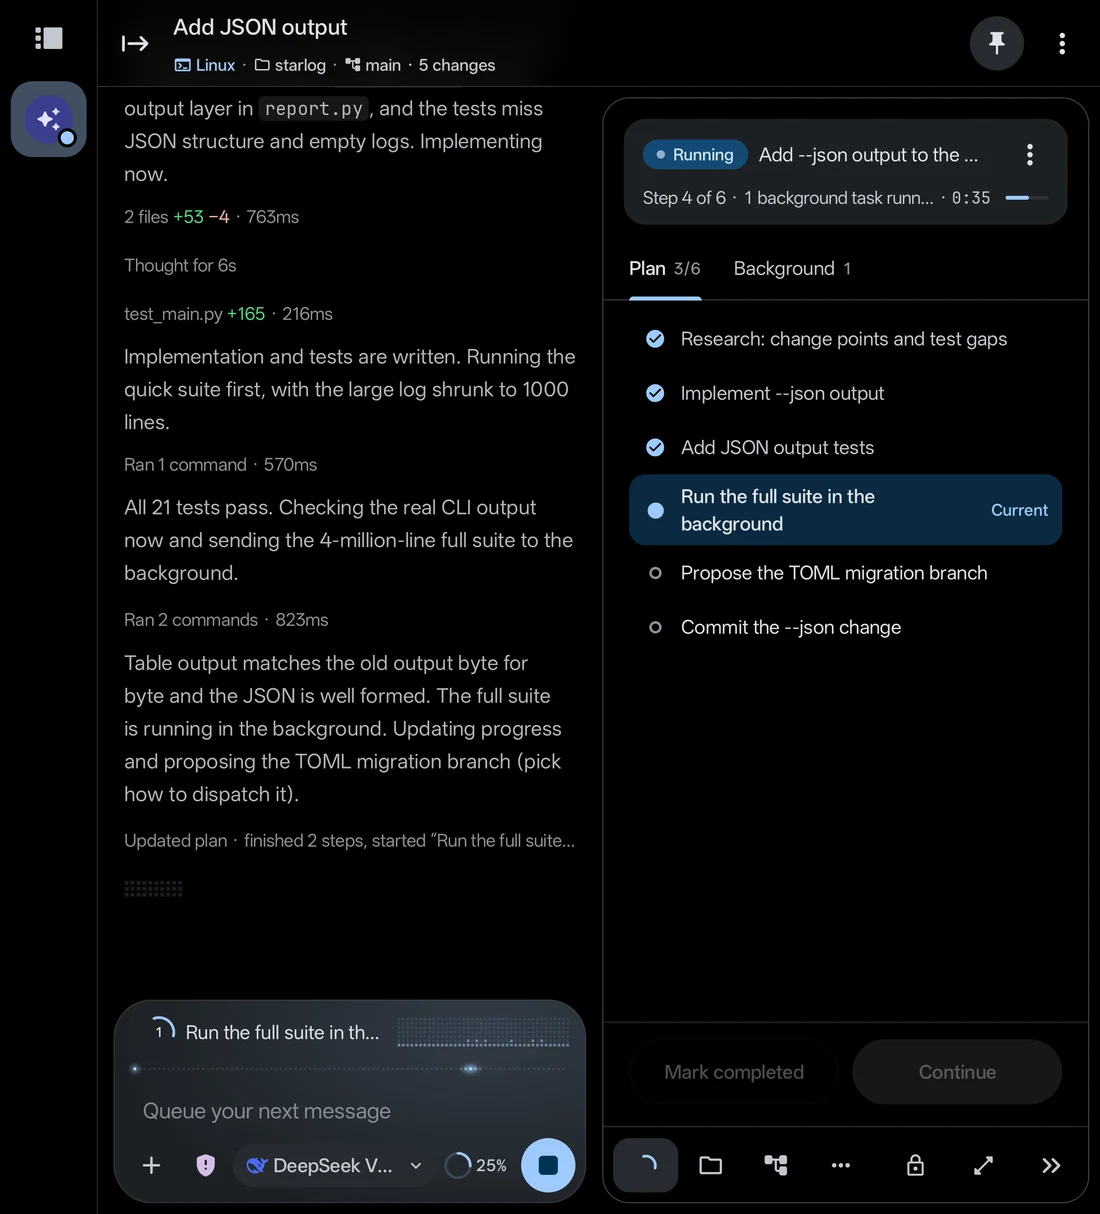 Add JSON output
Linux · starlog · main · 5 changes
output layer in report.py, and the tests miss
JSON structure and empty logs. Implementing
now.
2 files +53 −4 · 763ms
Thought for 6s
test_main.py +165 · 216ms
Implementation and tests are written. Running the
quick suite first, with the large log shrunk to 1000
lines.
Ran 1 command · 570ms
All 21 tests pass. Checking the real CLI output
now and sending the 4-million-line full suite to the
background.
Ran 2 commands · 823ms
Table output matches the old output byte for
byte and the JSON is well formed. The full suite
is running in the background. Updating progress
and proposing the TOML migration branch (pick
how to dispatch it).
Updated plan · finished 2 steps, started “Run the full suite...
1 Run the full suite in th...
Queue your next message
DeepSeek V... 25%
Running Add --json output to the ...
Step 4 of 6 · 1 background task runn... · 0:35
Plan 3/6 Background 1
Research: change points and test gaps
Implement --json output
Add JSON output tests
Run the full suite in the
background
Current
Propose the TOML migration branch
Commit the --json change
Mark completed Continue